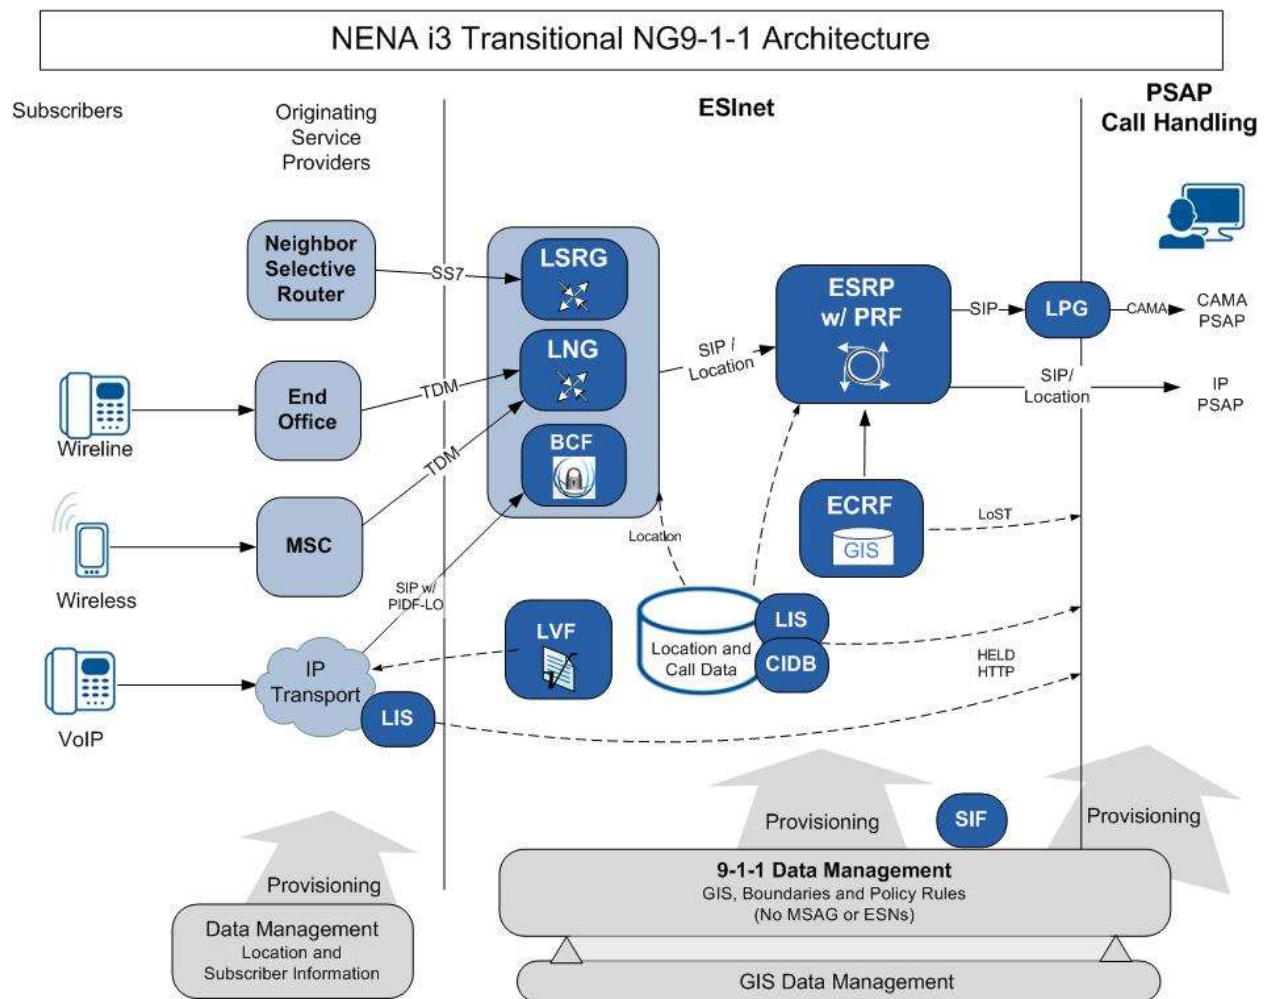 NENA i3 Transitional NG9-1-1 Architecture
Subscribers
Originating
Service
Providers
ESInet
PSAP
Call Handling
Neighbor
Selective
Router
SS7
LSRG
LNG
BCF
ESRP
w/ PRF
SIP
LPG
CAMA
CAMA
PSAP
SIP /
Location
SIP/
Location
IP
PSAP
Wireline
End
Office
TDM
TDM
Wireless
MSC
SIP w/
PIDF-LO
Location
ECRF
GIS
LoST
VoIP
IP
Transport
LIS
LVF
Location and
Call Data
LIS
CIDB
HELD
HTTP
Provisioning
Provisioning
Provisioning
SIF
Data Management
Location and
Subscriber Information
9-1-1 Data Management
GIS, Boundaries and Policy Rules
(No MSAG or ESNs)
GIS Data Management